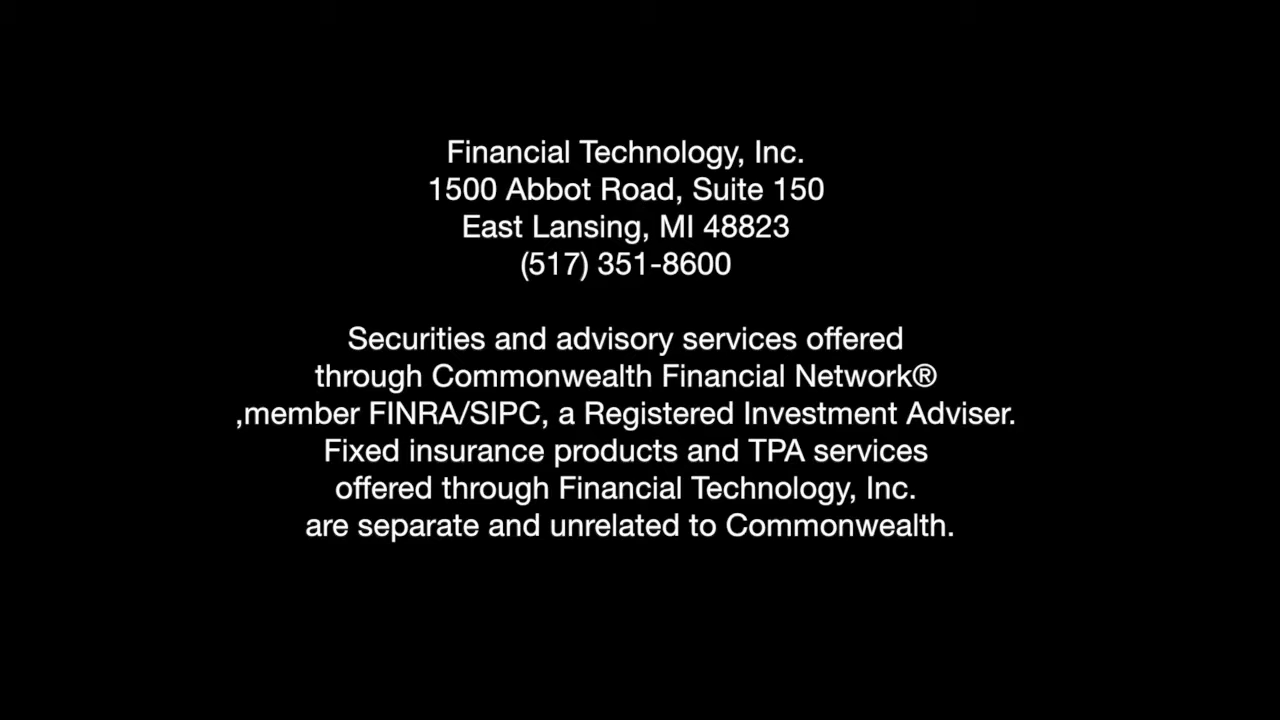 Financial Technology, Inc.
1500 Abbot Road, Suite 150
East Lansing, MI 48823
(517) 351-8600
Securities and advisory services offered
through Commonwealth Financial Network®
,member FINRA/SIPC, a Registered Investment Adviser.
Fixed insurance products and TPA services
offered through Financial Technology, Inc.
are separate and unrelated to Commonwealth.